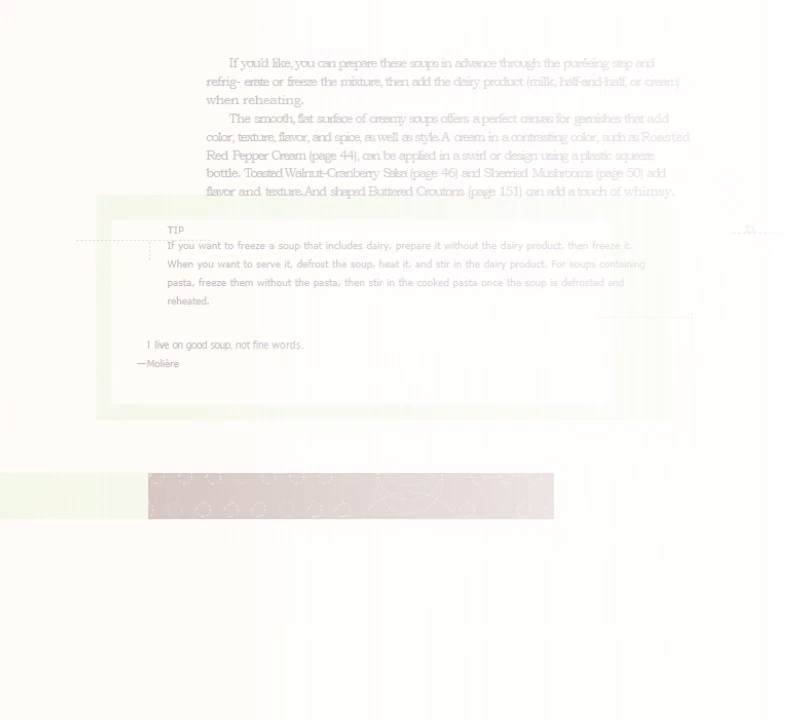 If you'd like, you can prepare these soups in advance through the puréeing step and
refrig- erate or freeze the mixture, then add the dairy product (milk, half-and-half, or cream)
when reheating.
The smooth, flat surface of creamy soups offers a perfect canvas for garnishes that add
color, texture, flavor, and spice, as well as style. A cream in a contrasting color, such as Roasted
Red Pepper Cream (page 44), can be applied in a swirl or design using a plastic squeeze
bottle. Toasted Walnut–Cranberry Salsa (page 46) and Sherried Mushrooms (page 50) add
flavor and texture. And shaped Buttered Croutons (page 151) can add a touch of whimsy.
TIP
If you want to freeze a soup that includes dairy, prepare it without the dairy product, then freeze it.
When you want to serve it, defrost the soup, heat it, and stir in the dairy product. For soups containing
pasta, freeze them without the pasta, then stir in the cooked pasta once the soup is defrosted and
reheated.
I live on good soup, not fine words.
—Molière